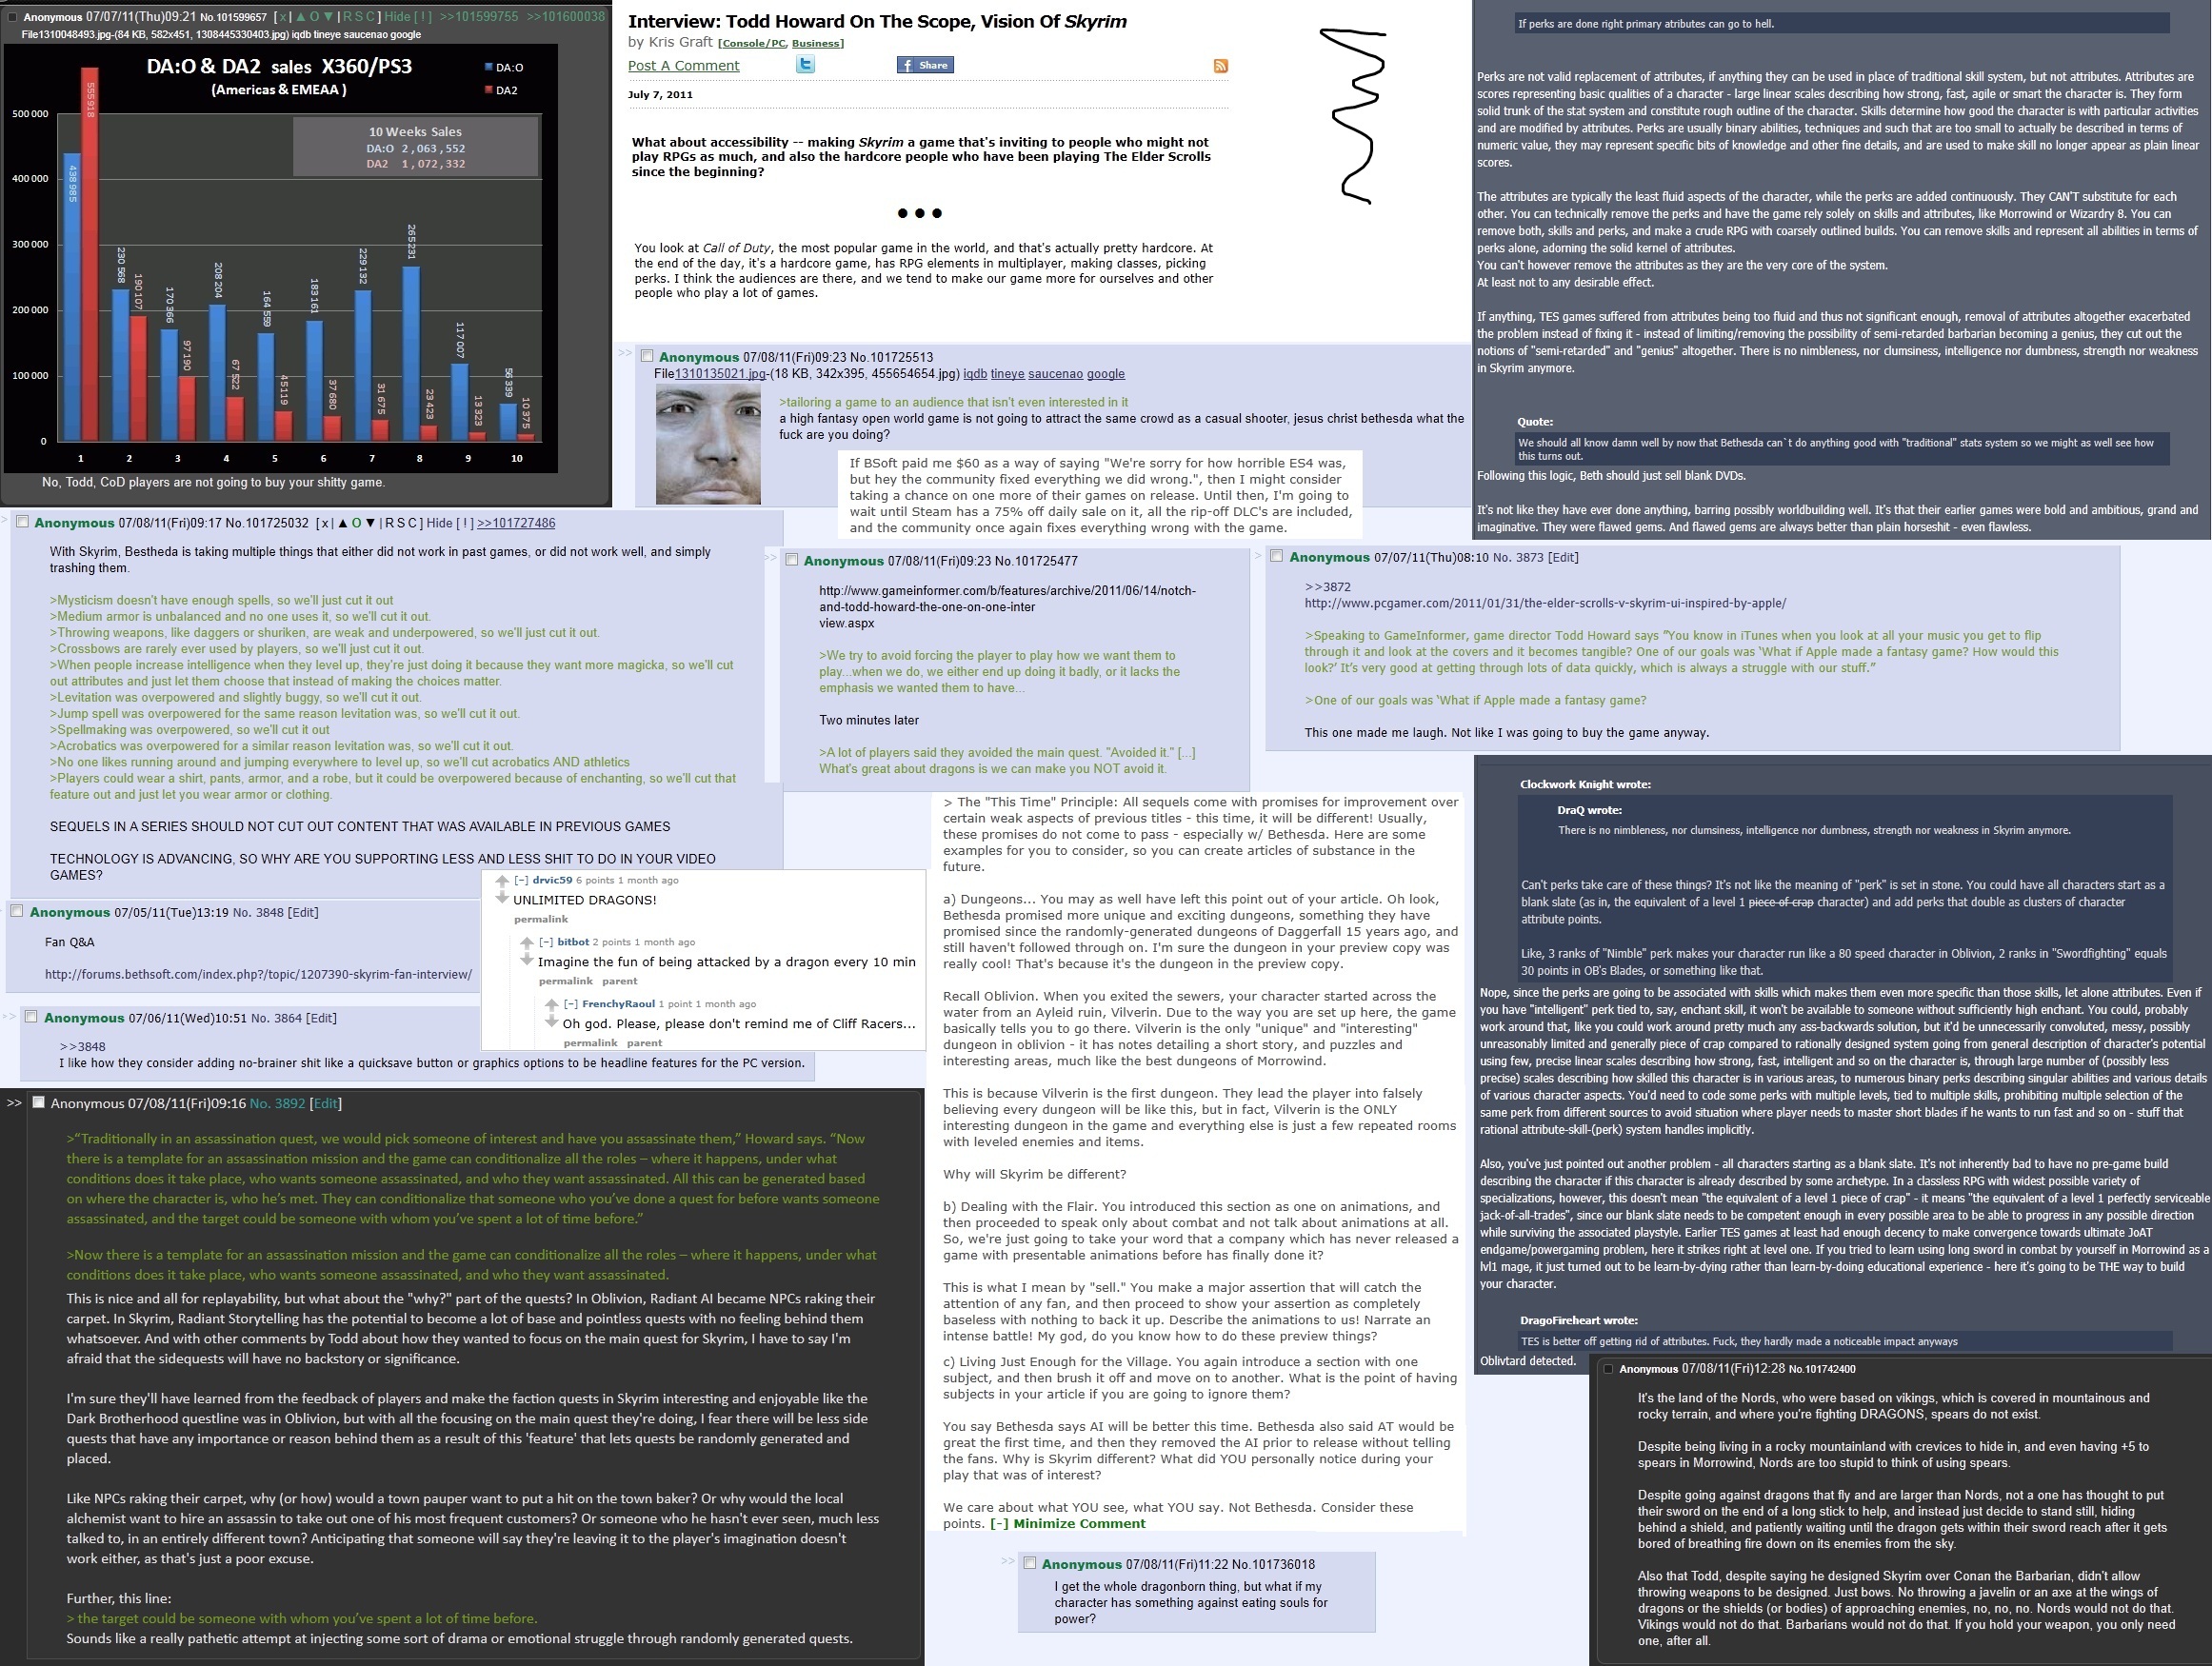 Anonymous 07/07/11(Thu)09:21 No.101599657 [ x | ▲ O ▼ | R S C ] Hide [ ! ] >>101599755 >>101600038
File1310048493.jpg-(84 KB, 582x451, 1308445330403.jpg) iqdb tineye saucenao google
DA:O & DA2 sales X360/PS3
(Americas & EMEAA )
DA:O
DA2
10 Weeks Sales
DA:O 2 ,063 ,552
DA2 1 ,072 ,332
500 000
400 000
300 000
200 000
100 000
0
438 985
555 918
230 568
190 107
170 366
97 190
208 204
67 522
164 559
45 119
183 161
37 680
229 132
31 675
265 231
23 423
117 007
13 323
56 339
10 375
1 2 3 4 5 6 7 8 9 10
No, Todd, CoD players are not going to buy your shitty game.
Interview: Todd Howard On The Scope, Vision Of Skyrim
by Kris Graft [Console/PC, Business]
Post A Comment
Share
July 7, 2011
What about accessibility -- making Skyrim a game that's inviting to people who might not
play RPGs as much, and also the hardcore people who have been playing The Elder Scrolls
since the beginning?
● ● ●
You look at Call of Duty, the most popular game in the world, and that's actually pretty hardcore. At
the end of the day, it's a hardcore game, has RPG elements in multiplayer, making classes, picking
perks. I think the audiences are there, and we tend to make our game more for ourselves and other
people who play a lot of games.
>> Anonymous 07/08/11(Fri)09:23 No.101725513
File1310135021.jpg-(18 KB, 342x395, 455654654.jpg) iqdb tineye saucenao google
>tailoring a game to an audience that isn't even interested in it
a high fantasy open world game is not going to attract the same crowd as a casual shooter, jesus christ bethesda what the
fuck are you doing?
If BSoft paid me $60 as a way of saying "We're sorry for how horrible ES4 was,
but hey the community fixed everything we did wrong.", then I might consider
taking a chance on one more of their games on release. Until then, I'm going to
wait until Steam has a 75% off daily sale on it, all the rip-off DLC's are included,
and the community once again fixes everything wrong with the game.
If perks are done right primary atributes can go to hell.
Perks are not valid replacement of attributes, if anything they can be used in place of traditional skill system, but not attributes. Attributes are
scores representing basic qualities of a character - large linear scales describing how strong, fast, agile or smart the character is. They form
solid trunk of the stat system and constitute rough outline of the character. Skills determine how good the character is with particular activities
and are modified by attributes. Perks are usually binary abilities, techniques and such that are too small to actually be described in terms of
numeric value, they may represent specific bits of knowledge and other fine details, and are used to make skill no longer appear as plain linear
scores.
The attributes are typically the least fluid aspects of the character, while the perks are added continuously. They CAN'T substitute for each
other. You can technically remove the perks and have the game rely solely on skills and attributes, like Morrowind or Wizardry 8. You can
remove both, skills and perks, and make a crude RPG with coarsely outlined builds. You can remove skills and represent all abilities in terms of
perks alone, adorning the solid kernel of attributes.
You can't however remove the attributes as they are the very core of the system.
At least not to any desirable effect.
If anything, TES games suffered from attributes being too fluid and thus not significant enough, removal of attributes altogether exacerbated
the problem instead of fixing it - instead of limiting/removing the possibility of semi-retarded barbarian becoming a genius, they cut out the
notions of "semi-retarded" and "genius" altogether. There is no nimbleness, nor clumsiness, intelligence nor dumbness, strength nor weakness
in Skyrim anymore.
Quote:
We should all know damn well by now that Bethesda can`t do anything good with "traditional" stats system so we might as well see how
this turns out.
Following this logic, Beth should just sell blank DVDs.
It's not like they have ever done anything, barring possibly worldbuilding well. It's that their earlier games were bold and ambitious, grand and
imaginative. They were flawed gems. And flawed gems are always better than plain horseshit - even flawless.
> Anonymous 07/08/11(Fri)09:17 No.101725032 [ x | ▲ O ▼ | R S C ] Hide [ ! ] >>101727486
With Skyrim, Bestheda is taking multiple things that either did not work in past games, or did not work well, and simply
trashing them.
>Mysticism doesn't have enough spells, so we'll just cut it out
>Medium armor is unbalanced and no one uses it, so we'll cut it out.
>Throwing weapons, like daggers or shuriken, are weak and underpowered, so we'll just cut it out.
>Crossbows are rarely ever used by players, so we'll just cut it out.
>When people increase intelligence when they level up, they're just doing it because they want more magicka, so we'll cut
out attributes and just let them choose that instead of making the choices matter.
>Levitation was overpowered and slightly buggy, so we'll cut it out.
>Jump spell was overpowered for the same reason levitation was, so we'll cut it out.
>Spellmaking was overpowered, so we'll cut it out
>Acrobatics was overpowered for a similar reason levitation was, so we'll cut it out.
>No one likes running around and jumping everywhere to level up, so we'll cut acrobatics AND athletics
>Players could wear a shirt, pants, armor, and a robe, but it could be overpowered because of enchanting, so we'll cut that
feature out and just let you wear armor or clothing.
SEQUELS IN A SERIES SHOULD NOT CUT OUT CONTENT THAT WAS AVAILABLE IN PREVIOUS GAMES
TECHNOLOGY IS ADVANCING, SO WHY ARE YOU SUPPORTING LESS AND LESS SHIT TO DO IN YOUR VIDEO
GAMES?
>> Anonymous 07/08/11(Fri)09:23 No.101725477
http://www.gameinformer.com/b/features/archive/2011/06/14/notch-
and-todd-howard-the-one-on-one-inter
view.aspx
>We try to avoid forcing the player to play how we want them to
play...when we do, we either end up doing it badly, or it lacks the
emphasis we wanted them to have...
Two minutes later
>A lot of players said they avoided the main quest. "Avoided it." [...]
What's great about dragons is we can make you NOT avoid it.
> Anonymous 07/07/11(Thu)08:10 No. 3873 [Edit]
>>3872
http://www.pcgamer.com/2011/01/31/the-elder-scrolls-v-skyrim-ui-inspired-by-apple/
>Speaking to GameInformer, game director Todd Howard says “You know in iTunes when you look at all your music you get to flip
through it and look at the covers and it becomes tangible? One of our goals was ‘What if Apple made a fantasy game? How would this
look?’ It’s very good at getting through lots of data quickly, which is always a struggle with our stuff.”
>One of our goals was ‘What if Apple made a fantasy game?
This one made me laugh. Not like I was going to buy the game anyway.
Anonymous 07/05/11(Tue)13:19 No. 3848 [Edit]
Fan Q&A
http://forums.bethsoft.com/index.php?/topic/1207390-skyrim-fan-interview/
[–] drvic59 6 points 1 month ago
UNLIMITED DRAGONS!
permalink
[–] bitbot 2 points 1 month ago
Imagine the fun of being attacked by a dragon every 10 min
permalink parent
[–] FrenchyRaoul 1 point 1 month ago
Oh god. Please, please don't remind me of Cliff Racers...
permalink parent
>> Anonymous 07/06/11(Wed)10:51 No. 3864 [Edit]
>>3848
I like how they consider adding no-brainer shit like a quicksave button or graphics options to be headline features for the PC version.
> The "This Time" Principle: All sequels come with promises for improvement over
certain weak aspects of previous titles - this time, it will be different! Usually,
these promises do not come to pass - especially w/ Bethesda. Here are some
examples for you to consider, so you can create articles of substance in the
future.
a) Dungeons... You may as well have left this point out of your article. Oh look,
Bethesda promised more unique and exciting dungeons, something they have
promised since the randomly-generated dungeons of Daggerfall 15 years ago, and
still haven't followed through on. I'm sure the dungeon in your preview copy was
really cool! That's because it's the dungeon in the preview copy.
Recall Oblivion. When you exited the sewers, your character started across the
water from an Ayleid ruin, Vilverin. Due to the way you are set up here, the game
basically tells you to go there. Vilverin is the only "unique" and "interesting"
dungeon in oblivion - it has notes detailing a short story, and puzzles and
interesting areas, much like the best dungeons of Morrowind.
This is because Vilverin is the first dungeon. They lead the player into falsely
believing every dungeon will be like this, but in fact, Vilverin is the ONLY
interesting dungeon in the game and everything else is just a few repeated rooms
with leveled enemies and items.
Why will Skyrim be different?
b) Dealing with the Flair. You introduced this section as one on animations, and
then proceeded to speak only about combat and not talk about animations at all.
So, we're just going to take your word that a company which has never released a
game with presentable animations before has finally done it?
This is what I mean by "sell." You make a major assertion that will catch the
attention of any fan, and then proceed to show your assertion as completely
baseless with nothing to back it up. Describe the animations to us! Narrate an
intense battle! My god, do you know how to do these preview things?
c) Living Just Enough for the Village. You again introduce a section with one
subject, and then brush it off and move on to another. What is the point of having
subjects in your article if you are going to ignore them?
You say Bethesda says AI will be better this time. Bethesda also said AT would be
great the first time, and then they removed the AI prior to release without telling
the fans. Why is Skyrim different? What did YOU personally notice during your
play that was of interest?
We care about what YOU see, what YOU say. Not Bethesda. Consider these
points. [-] Minimize Comment
Clockwork Knight wrote:
DraQ wrote:
There is no nimbleness, nor clumsiness, intelligence nor dumbness, strength nor weakness in Skyrim anymore.
Can't perks take care of these things? It's not like the meaning of "perk" is set in stone. You could have all characters start as a
blank slate (as in, the equivalent of a level 1 piece of crap character) and add perks that double as clusters of character
attribute points.
Like, 3 ranks of "Nimble" perk makes your character run like a 80 speed character in Oblivion, 2 ranks in "Swordfighting" equals
30 points in OB's Blades, or something like that.
Nope, since the perks are going to be associated with skills which makes them even more specific than those skills, let alone attributes. Even if
you have "intelligent" perk tied to, say, enchant skill, it won't be available to someone without sufficiently high enchant. You could, probably
work around that, like you could work around pretty much any ass-backwards solution, but it'd be unnecessarily convoluted, messy, possibly
unreasonably limited and generally piece of crap compared to rationally designed system going from general description of character's potential
using few, precise linear scales describing how strong, fast, intelligent and so on the character is, through large number of (possibly less
precise) scales describing how skilled this character is in various areas, to numerous binary perks describing singular abilities and various details
of various character aspects. You'd need to code some perks with multiple levels, tied to multiple skills, prohibiting multiple selection of the
same perk from different sources to avoid situation where player needs to master short blades if he wants to run fast and so on - stuff that
rational attribute-skill-(perk) system handles implicitly.
Also, you've just pointed out another problem - all characters starting as a blank slate. It's not inherently bad to have no pre-game build
describing the character if this character is already described by some archetype. In a classless RPG with widest possible variety of
specializations, however, this doesn't mean "the equivalent of a level 1 piece of crap" - it means "the equivalent of a level 1 perfectly serviceable
jack-of-all-trades", since our blank slate needs to be competent enough in every possible area to be able to progress in any possible direction
while surviving the associated playstyle. Earlier TES games at least had enough decency to make convergence towards ultimate JoAT
endgame/powergaming problem, here it strikes right at level one. If you tried to learn using long sword in combat by yourself in Morrowind as a
lvl1 mage, it just turned out to be learn-by-dying rather than learn-by-doing educational experience - here it's going to be THE way to build
your character.
DragoFireheart wrote:
TES is better off getting rid of attributes. Fuck, they hardly made a noticeable impact anyways
Oblivtard detected.
>> Anonymous 07/08/11(Fri)09:16 No. 3892 [Edit]
>“Traditionally in an assassination quest, we would pick someone of interest and have you assassinate them,” Howard says. “Now
there is a template for an assassination mission and the game can conditionalize all the roles – where it happens, under what
conditions does it take place, who wants someone assassinated, and who they want assassinated. All this can be generated based
on where the character is, who he’s met. They can conditionalize that someone who you’ve done a quest for before wants someone
assassinated, and the target could be someone with whom you’ve spent a lot of time before.”
>Now there is a template for an assassination mission and the game can conditionalize all the roles – where it happens, under what
conditions does it take place, who wants someone assassinated, and who they want assassinated.
This is nice and all for replayability, but what about the "why?" part of the quests? In Oblivion, Radiant AI became NPCs raking their
carpet. In Skyrim, Radiant Storytelling has the potential to become a lot of base and pointless quests with no feeling behind them
whatsoever. And with other comments by Todd about how they wanted to focus on the main quest for Skyrim, I have to say I'm
afraid that the sidequests will have no backstory or significance.
I'm sure they'll have learned from the feedback of players and make the faction quests in Skyrim interesting and enjoyable like the
Dark Brotherhood questline was in Oblivion, but with all the focusing on the main quest they're doing, I fear there will be less side
quests that have any importance or reason behind them as a result of this 'feature' that lets quests be randomly generated and
placed.
Like NPCs raking their carpet, why (or how) would a town pauper want to put a hit on the town baker? Or why would the local
alchemist want to hire an assassin to take out one of his most frequent customers? Or someone who he hasn't ever seen, much less
talked to, in an entirely different town? Anticipating that someone will say they're leaving it to the player's imagination doesn't
work either, as that's just a poor excuse.
Further, this line:
> the target could be someone with whom you’ve spent a lot of time before.
Sounds like a really pathetic attempt at injecting some sort of drama or emotional struggle through randomly generated quests.
>> Anonymous 07/08/11(Fri)11:22 No.101736018
I get the whole dragonborn thing, but what if my
character has something against eating souls for
power?
Anonymous 07/08/11(Fri)12:28 No.101742400
It's the land of the Nords, who were based on vikings, which is covered in mountainous and
rocky terrain, and where you're fighting DRAGONS, spears do not exist.
Despite being living in a rocky mountainland with crevices to hide in, and even having +5 to
spears in Morrowind, Nords are too stupid to think of using spears.
Despite going against dragons that fly and are larger than Nords, not a one has thought to put
their sword on the end of a long stick to help, and instead just decide to stand still, hiding
behind a shield, and patiently waiting until the dragon gets within their sword reach after it gets
bored of breathing fire down on its enemies from the sky.
Also that Todd, despite saying he designed Skyrim over Conan the Barbarian, didn't allow
throwing weapons to be designed. Just bows. No throwing a javelin or an axe at the wings of
dragons or the shields (or bodies) of approaching enemies, no, no, no. Nords would not do that.
Vikings would not do that. Barbarians would not do that. If you hold your weapon, you only need
one, after all.